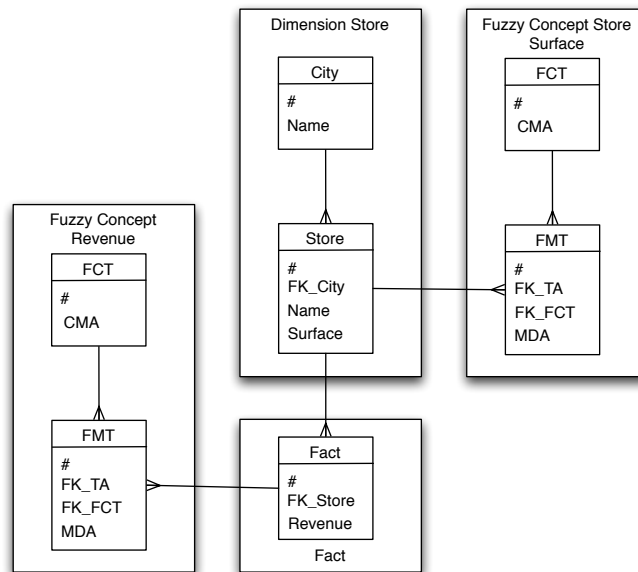 Dimension Store
City
#
Name
Store
#
FK_City
Name
Surface
Fuzzy Concept Store
Surface
FCT
#
CMA
FMT
#
FK_TA
FK_FCT
MDA
Fuzzy Concept
Revenue
FCT
#
CMA
FMT
#
FK_TA
FK_FCT
MDA
Fact
#
FK_Store
Revenue
Fact